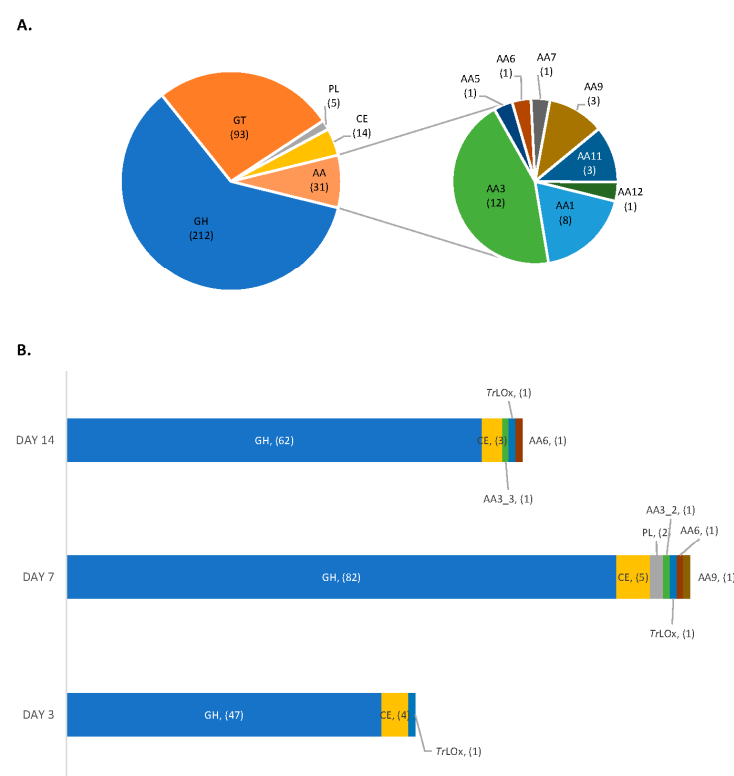 A.
GT
(93)
PL
(5)
CE
(14)
AA
(31)
GH
(212)
AA5
(1)
AA6
(1)
AA7
(1)
AA9
(3)
AA11
(3)
AA12
(1)
AA1
(8)
AA3
(12)
B.
DAY 14
GH, (62)
CE, (3)
TrLOx, (1)
AA6, (1)
AA3_3, (1)
DAY 7
GH, (82)
CE, (5)
PL, (2
AA3_2, (1)
AA6, (1)
AA9, (1)
TrLOx, (1)
DAY 3
GH, (47)
CE, (4)
TrLOx, (1)